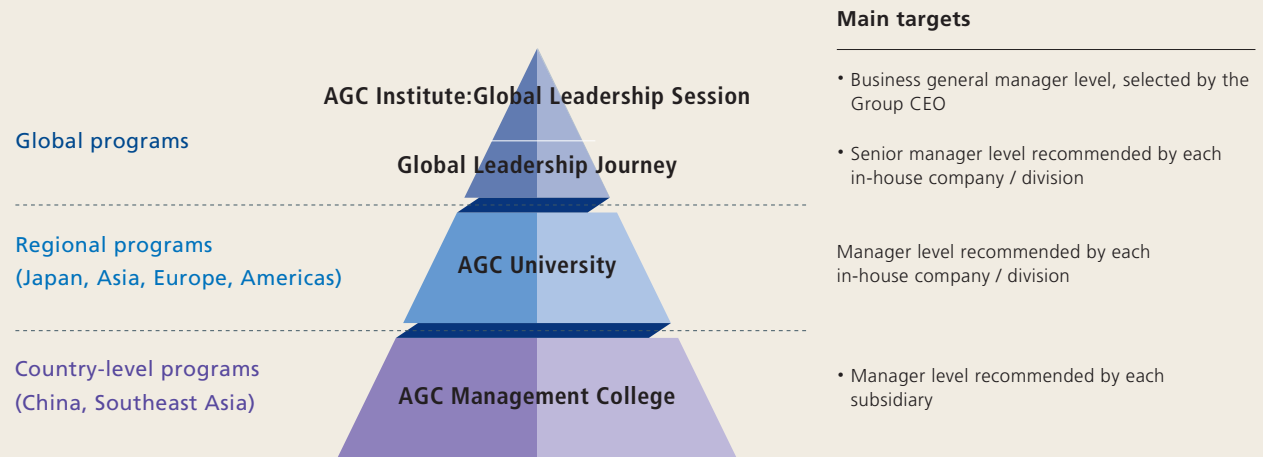 Main targets
AGC Institute:Global Leadership Session
• Business general manager level, selected by the
Group CEO
Global programs
Global Leadership Journey
• Senior manager level recommended by each
in-house company / division
Regional programs
(Japan, Asia, Europe, Americas)
AGC University
Manager level recommended by each
in-house company / division
Country-level programs
(China, Southeast Asia)
AGC Management College
• Manager level recommended by each
subsidiary